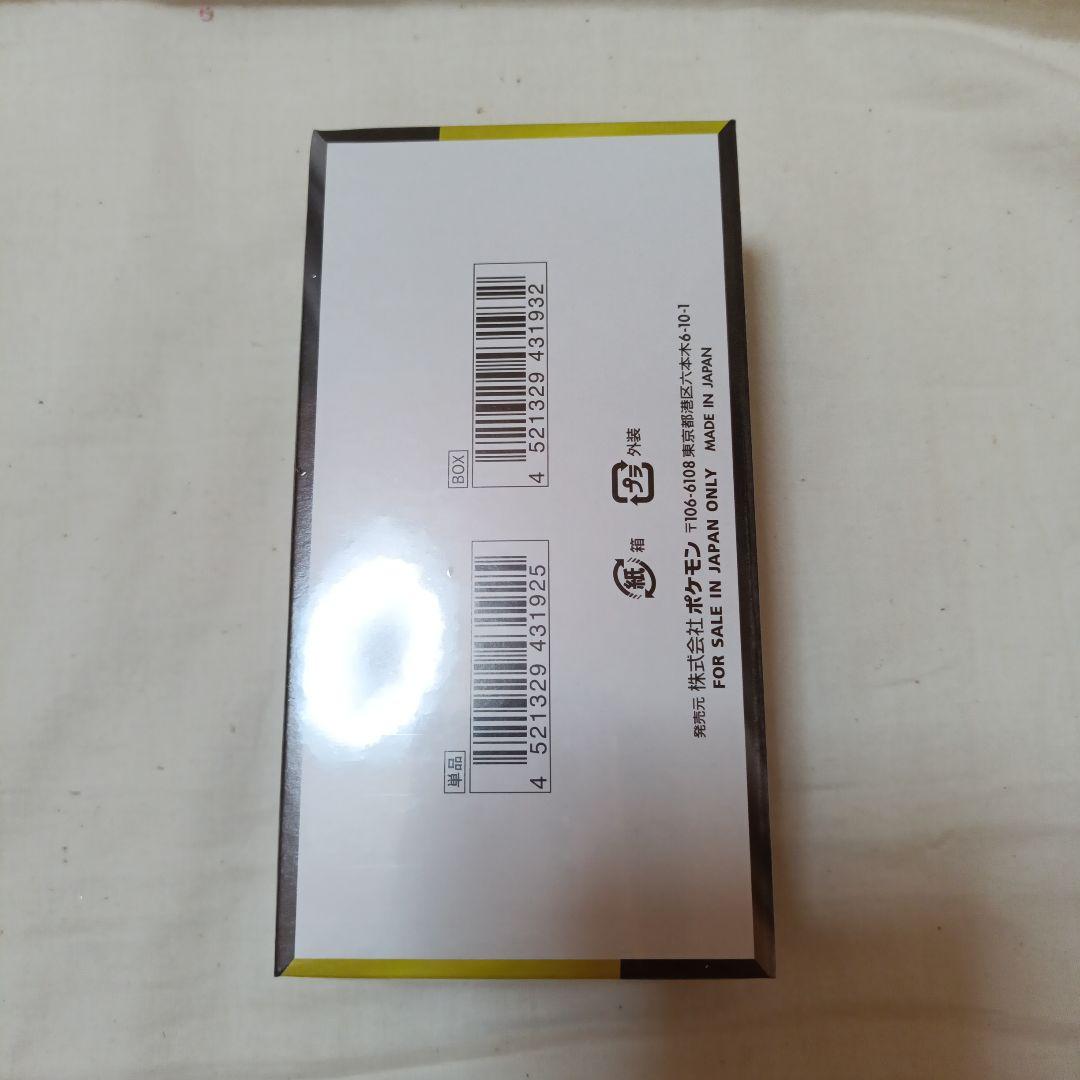 単品
4 521329 431925
BOX
4 521329 431932
紙 箱
プラ 外装
発売元 株式会社 ポケモン 〒106-6108 東京都港区六本木6-10-1
FOR SALE IN JAPAN ONLY MADE IN JAPAN